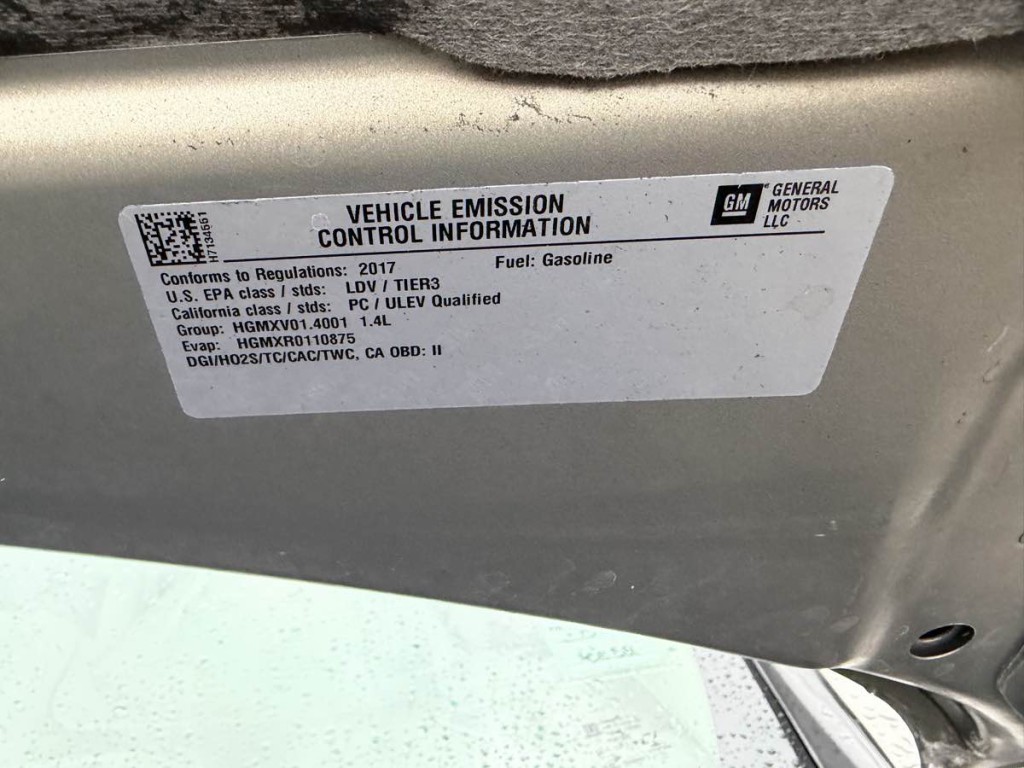 H7134661
VEHICLE EMISSION
CONTROL INFORMATION
GM
GENERAL
MOTORS
LLC
Conforms to Regulations: 2017 Fuel: Gasoline
U.S. EPA class / stds: LDV / TIER3
California class / stds: PC / ULEV Qualified
Group: HGMXV01.4001 1.4L
Evap: HGMXR0110875
DGI/HO2S/TC/CAC/TWC, CA OBD: II